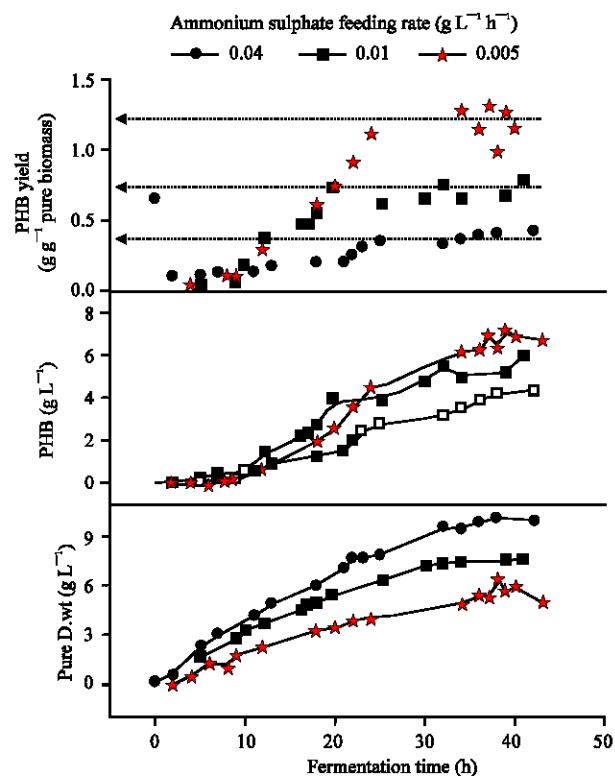 Ammonium sulphate feeding rate (g L⁻¹ h⁻¹)
0.04 0.01 0.005
PHB yield
(g g⁻¹ pure biomass)
1.5
1.0
0.5
0.0
PHB (g L⁻¹)
8
6
4
2
0
Pure D.wt (g L⁻¹)
9
6
3
0
0 10 20 30 40 50
Fermentation time (h)